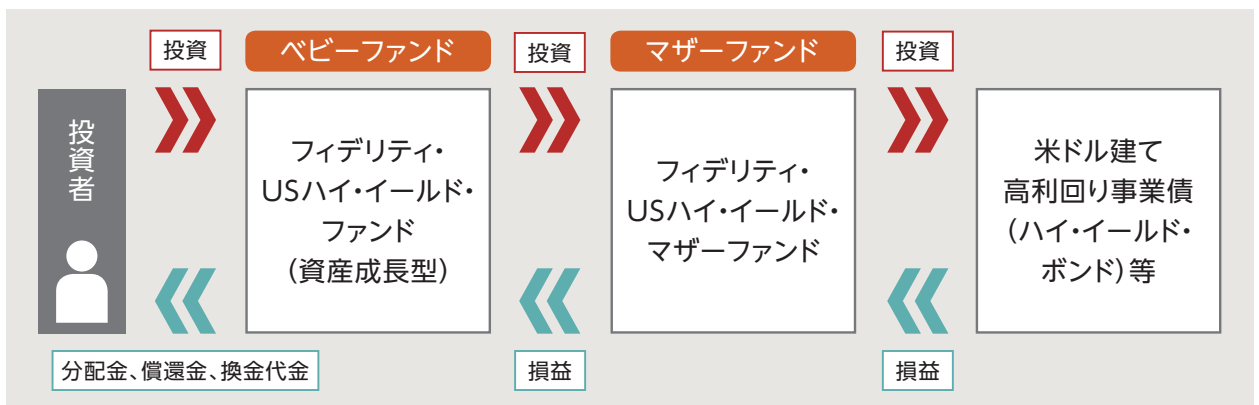 投資
ベビーファンド
投資
マザーファンド
投資
投資者
フィデリティ・
USハイ・イールド・
ファンド
(資産成長型)
フィデリティ・
USハイ・イールド・
マザーファンド
米ドル建て
高利回り事業債
(ハイ・イールド・
ボンド)等
分配金、償還金、換金代金
損益
損益